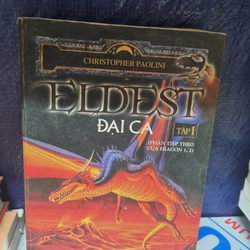 CHRISTOPHER PAOLINI
ELDEST
ĐẠI CA
TẬP 1
(PHẦN TIẾP THEO
CỦA ERAGON 1, 2)